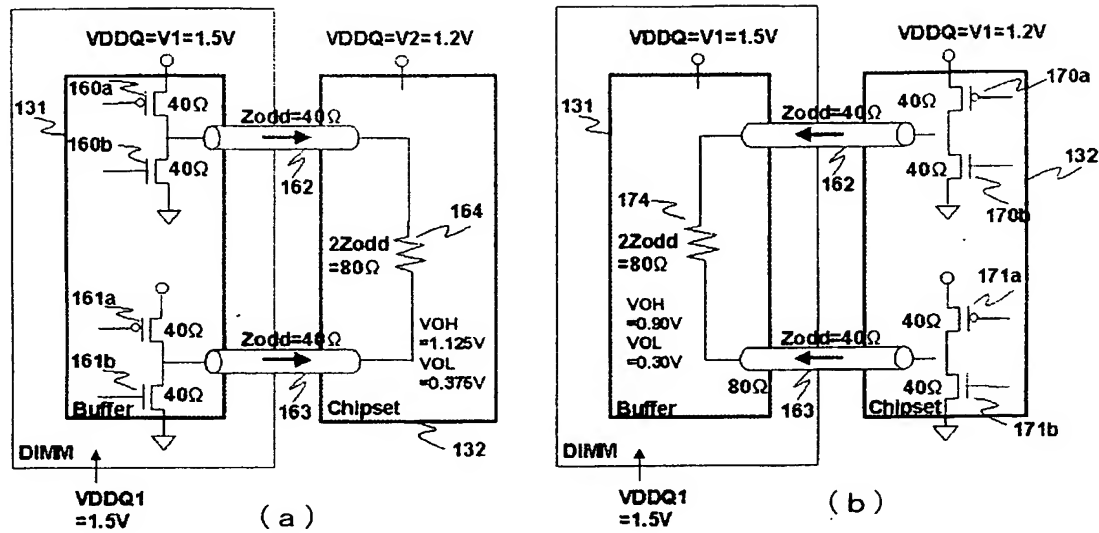 VDDQ=V1=1.5V
VDDQ=V2=1.2V
160a
131
40Ω
Zodd=40Ω
160b
40Ω
162
164
2Zodd
=80Ω
161a
40Ω
VOH
=1.125V
VOL
=0.375V
Zodd=40Ω
161b
40Ω
Buffer
163
Chipset
DIMM
132
VDDQ1
=1.5V
(a)
VDDQ=V1=1.5V
VDDQ=V1=1.2V
170a
131
40Ω
Zodd=40Ω
132
40Ω
162
170b
174
2Zodd
=80Ω
171a
VOH
=0.90V
VOL
=0.30V
40Ω
Zodd=40Ω
80Ω
40Ω
Buffer
163
Chipset
171b
DIMM
VDDQ1
=1.5V
(b)